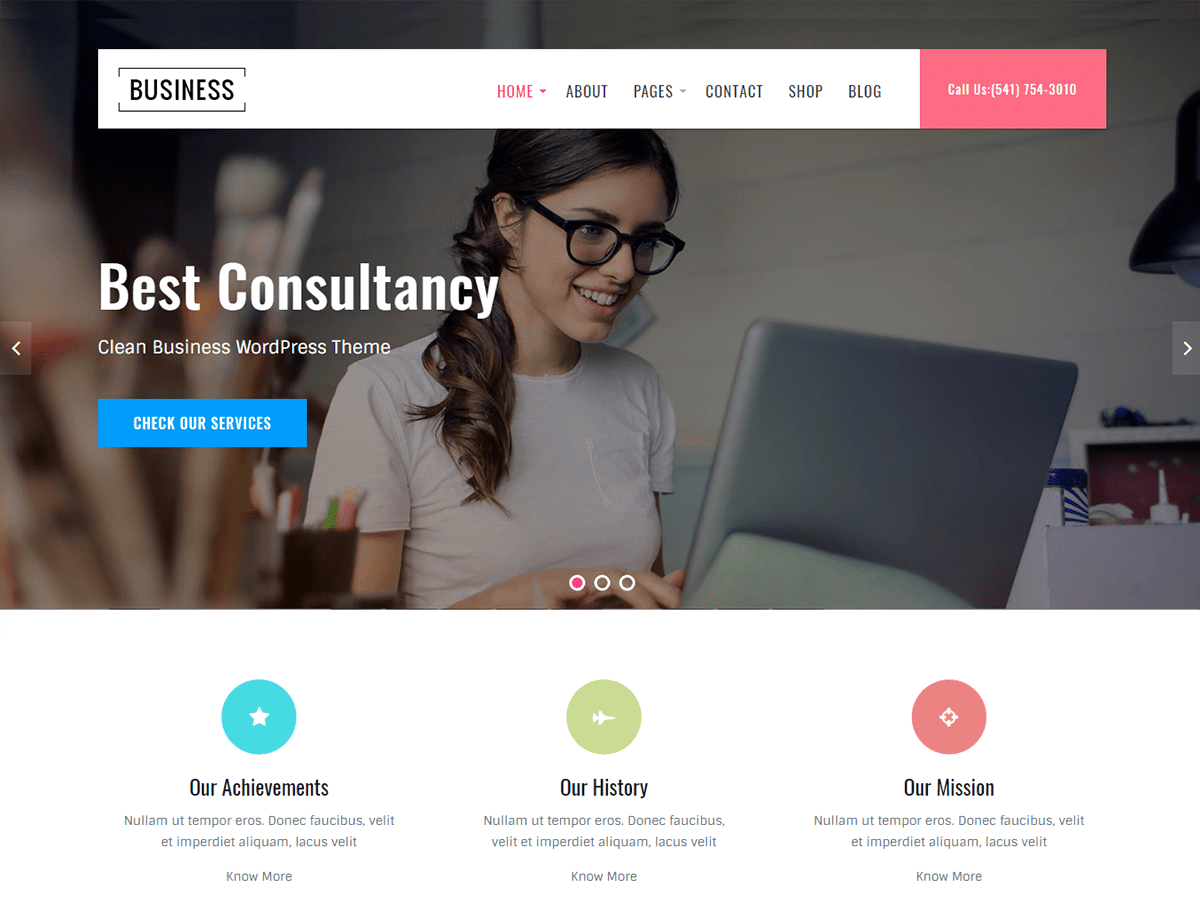 BUSINESS
HOME ABOUT PAGES CONTACT SHOP BLOG
Call Us:(541) 754-3010
Best Consultancy
Clean Business WordPress Theme
CHECK OUR SERVICES
Our Achievements
Nullam ut tempor eros. Donec faucibus, velit
et imperdiet aliquam, lacus velit
Know More
Our History
Nullam ut tempor eros. Donec faucibus,
velit et imperdiet aliquam, lacus velit
Know More
Our Mission
Nullam ut tempor eros. Donec faucibus, velit
et imperdiet aliquam, lacus velit
Know More